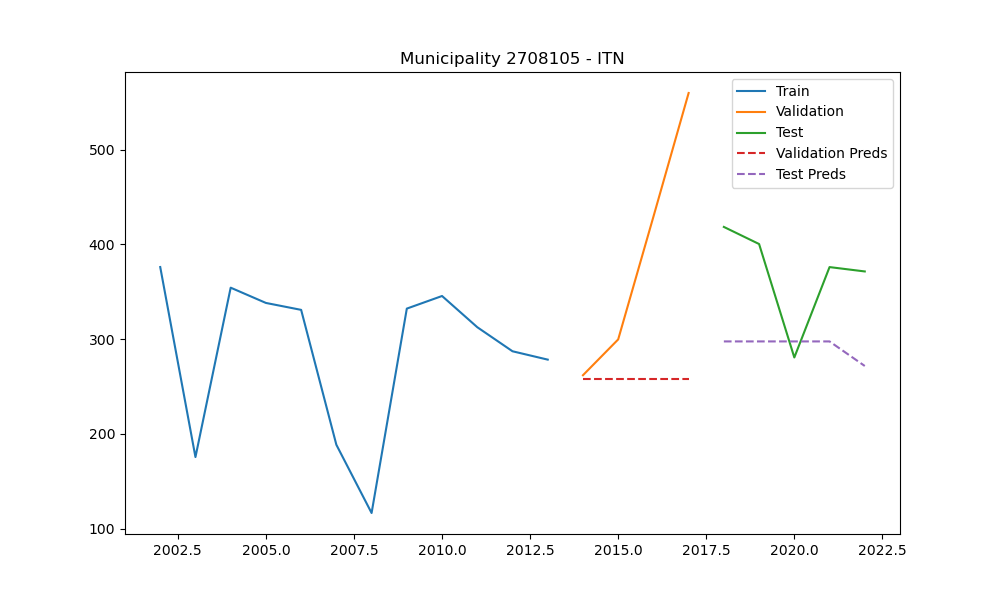 Municipality 2708105 - ITN
Train
Validation
Test
Validation Preds
Test Preds
500
400
300
200
100
2002.5 2005.0 2007.5 2010.0 2012.5 2015.0 2017.5 2020.0 2022.5